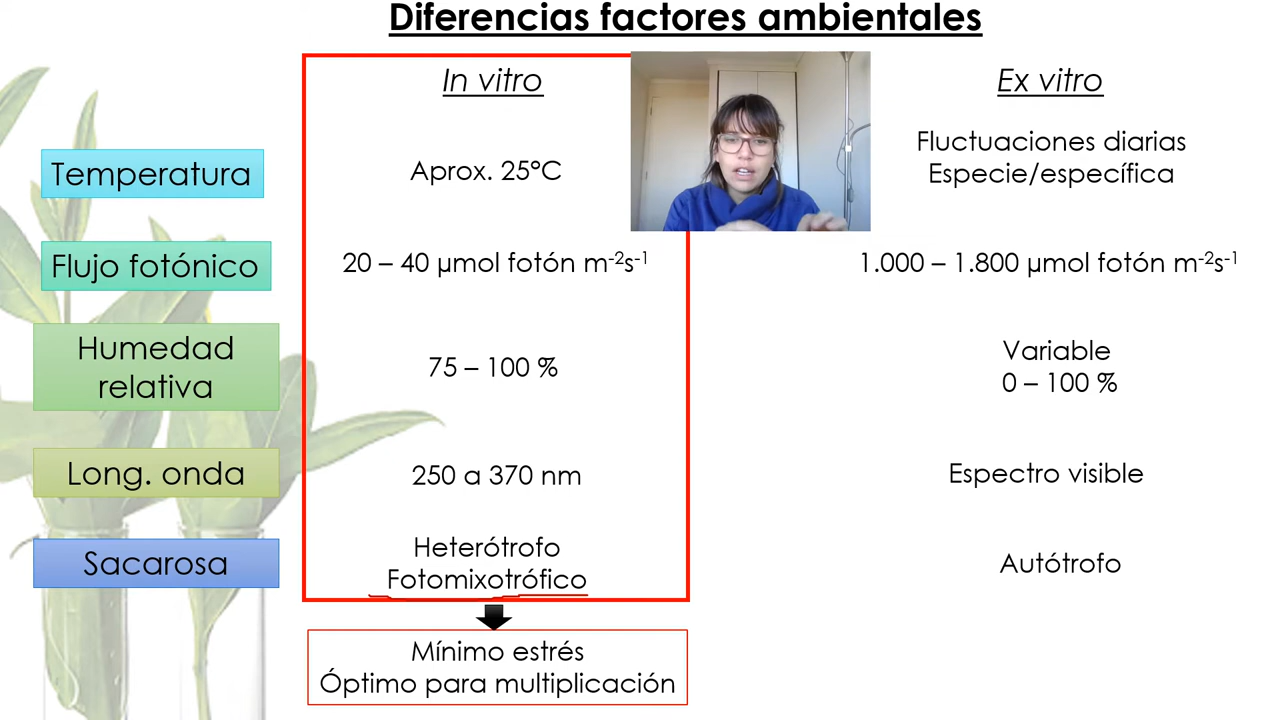 Diferencias factores ambientales
In vitro
Ex vitro
Temperatura
Aprox. 25°C
Fluctuaciones diarias
Especie/específica
Flujo fotónico
20 – 40 µmol fotón m-2s-1
1.000 – 1.800 µmol fotón m-2s-1
Humedad
relativa
75 – 100 %
Variable
0 – 100 %
Long. onda
250 a 370 nm
Espectro visible
Sacarosa
Heterótrofo
Fotomixotrófico
Autótrofo
Mínimo estrés
Óptimo para multiplicación